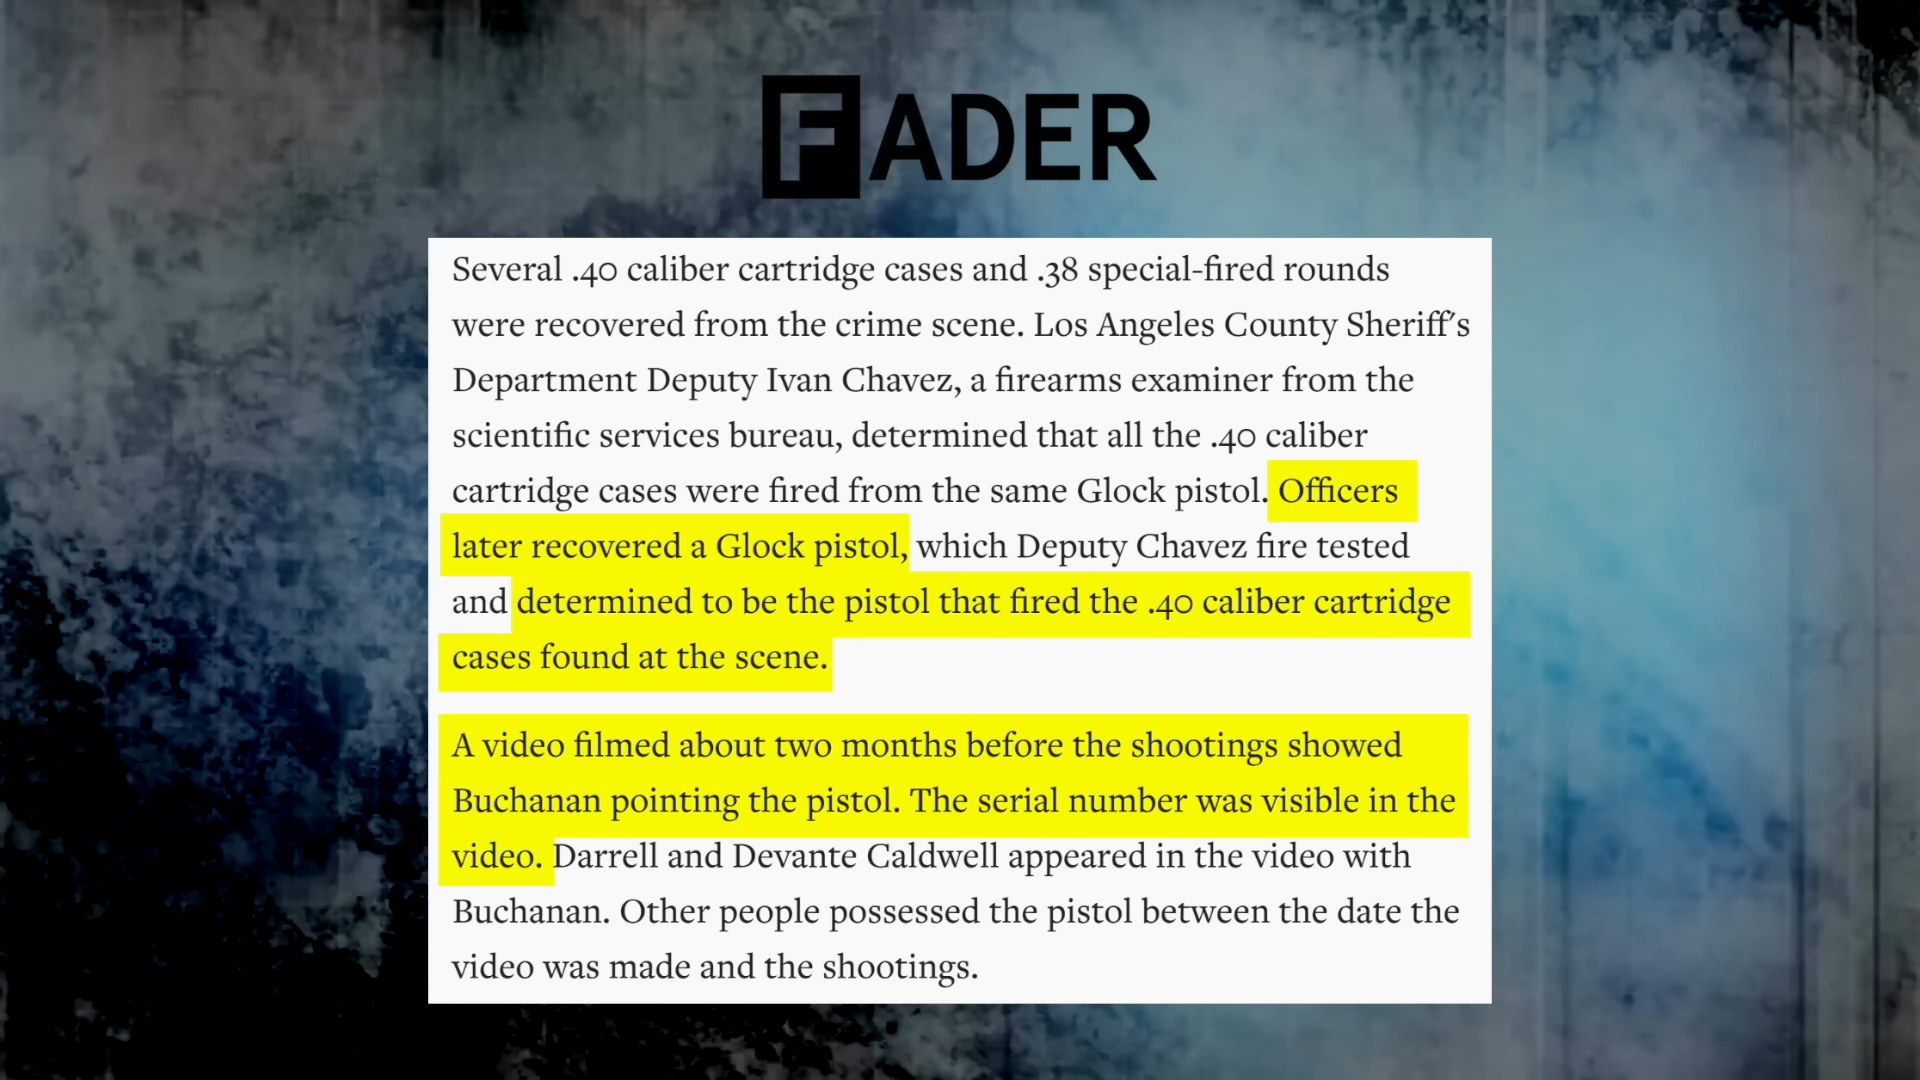 FADER
Several .40 caliber cartridge cases and .38 special-fired rounds
were recovered from the crime scene. Los Angeles County Sheriff's
Department Deputy Ivan Chavez, a firearms examiner from the
scientific services bureau, determined that all the .40 caliber
cartridge cases were fired from the same Glock pistol. Officers
later recovered a Glock pistol, which Deputy Chavez fire tested
and determined to be the pistol that fired the .40 caliber cartridge
cases found at the scene.
A video filmed about two months before the shootings showed
Buchanan pointing the pistol. The serial number was visible in the
video. Darrell and Devante Caldwell appeared in the video with
Buchanan. Other people possessed the pistol between the date the
video was made and the shootings.